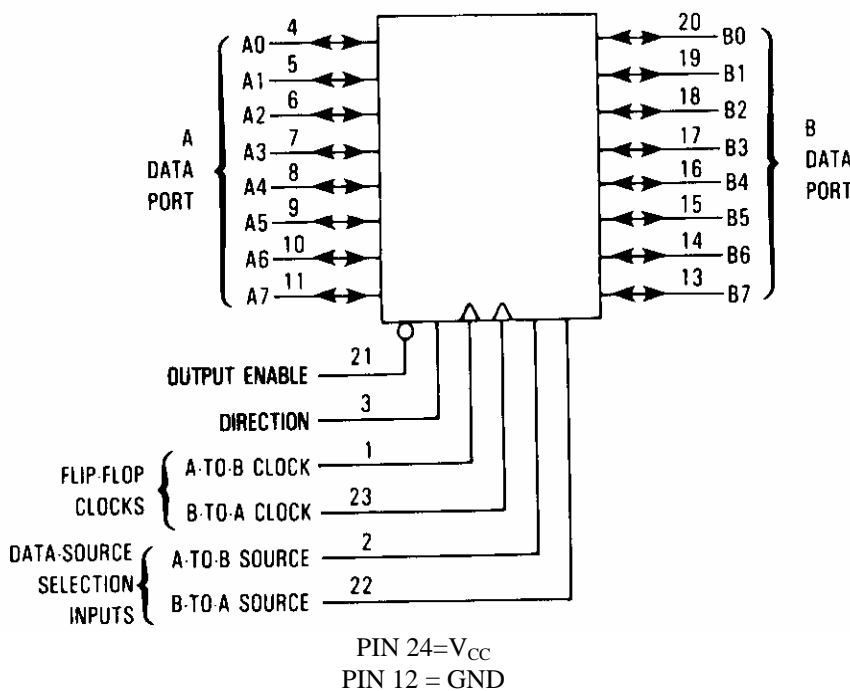 A0 4
A1 5
A2 6
A3 7
A4 8
A5 9
A6 10
A7 11
A
DATA
PORT
20 B0
19 B1
18 B2
17 B3
16 B4
15 B5
14 B6
13 B7
B
DATA
PORT
OUTPUT ENABLE 21
DIRECTION 3
FLIP-FLOP
CLOCKS
A-TO-B CLOCK 1
B-TO-A CLOCK 23
DATA-SOURCE
SELECTION
INPUTS
A-TO-B SOURCE 2
B-TO-A SOURCE 22
PIN 24=VCC
PIN 12 = GND